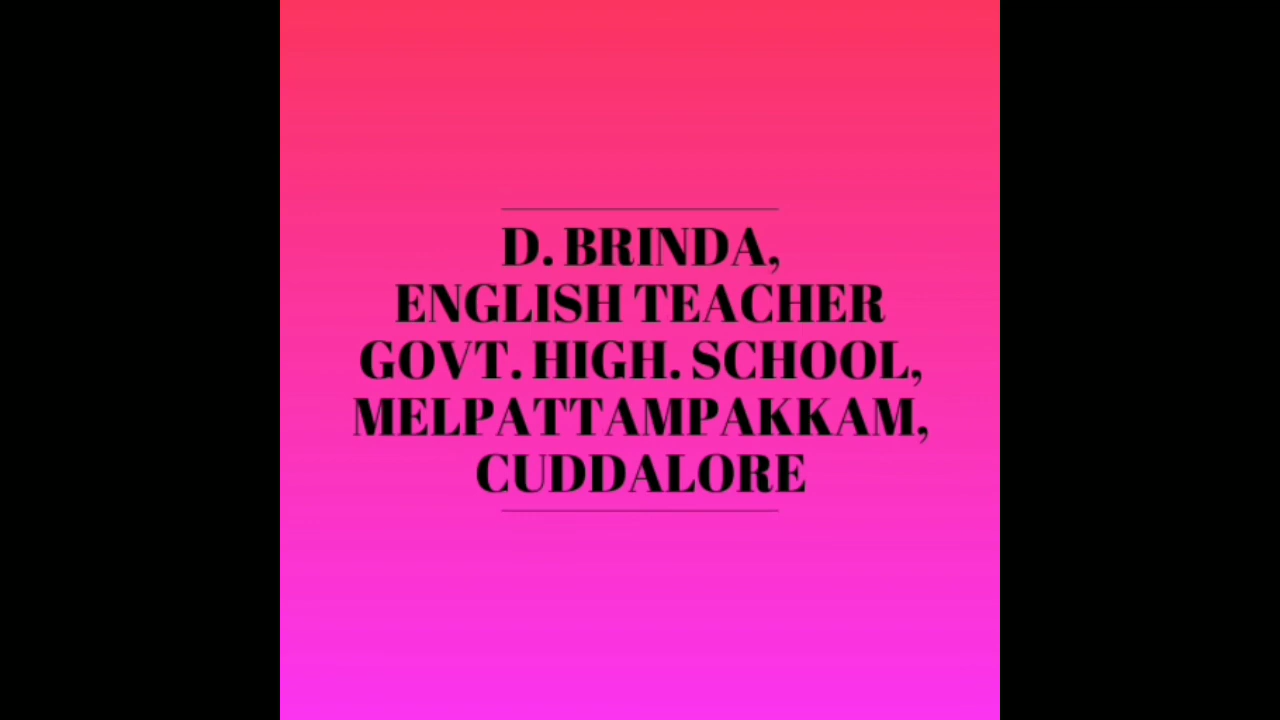 D. BRINDA,
ENGLISH TEACHER
GOVT. HIGH. SCHOOL,
MELPATTAMPAKKAM,
CUDDALORE